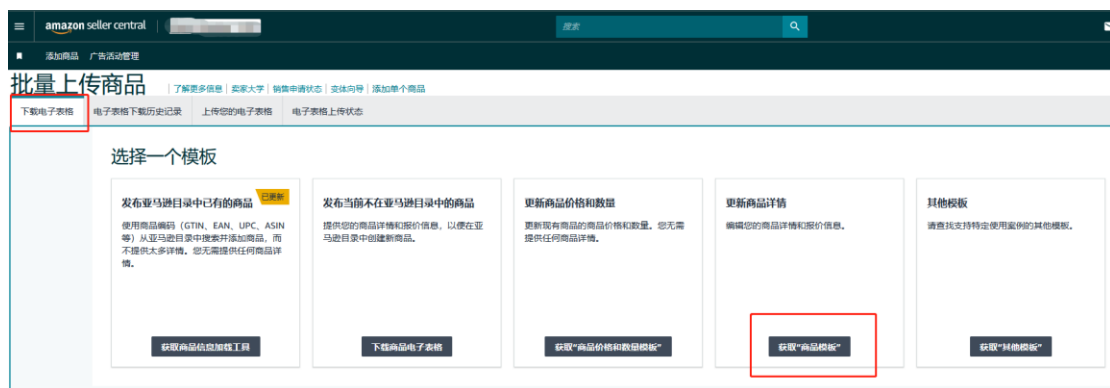 amazon seller central
搜索
添加商品 广告活动管理
批量上传商品 | 了解更多信息 | 卖家大学 | 销售申请状态 | 变体向导 | 添加单个商品
下载电子表格 电子表格下载历史记录 上传您的电子表格 电子表格上传状态
选择一个模板
发布亚马逊目录中已有的商品 已更新
使用商品编码（GTIN、EAN、UPC、ASIN
等）从亚马逊目录中搜索并添加商品，而
不提供太多详情。您无需提供任何商品详
情。
获取商品信息加载工具
发布当前不在亚马逊目录中的商品
提供您的商品详情和报价信息，以便在亚
马逊目录中创建新商品。
下载商品电子表格
更新商品价格和数量
更新现有商品的商品价格和数量。您无需
提供任何商品详情。
获取“商品价格和数量模板”
更新商品详情
编辑您的商品详情和报价信息。
获取“商品模板”
其他模板
请查找支持特定使用案例的其他模板。
获取“其他模板”